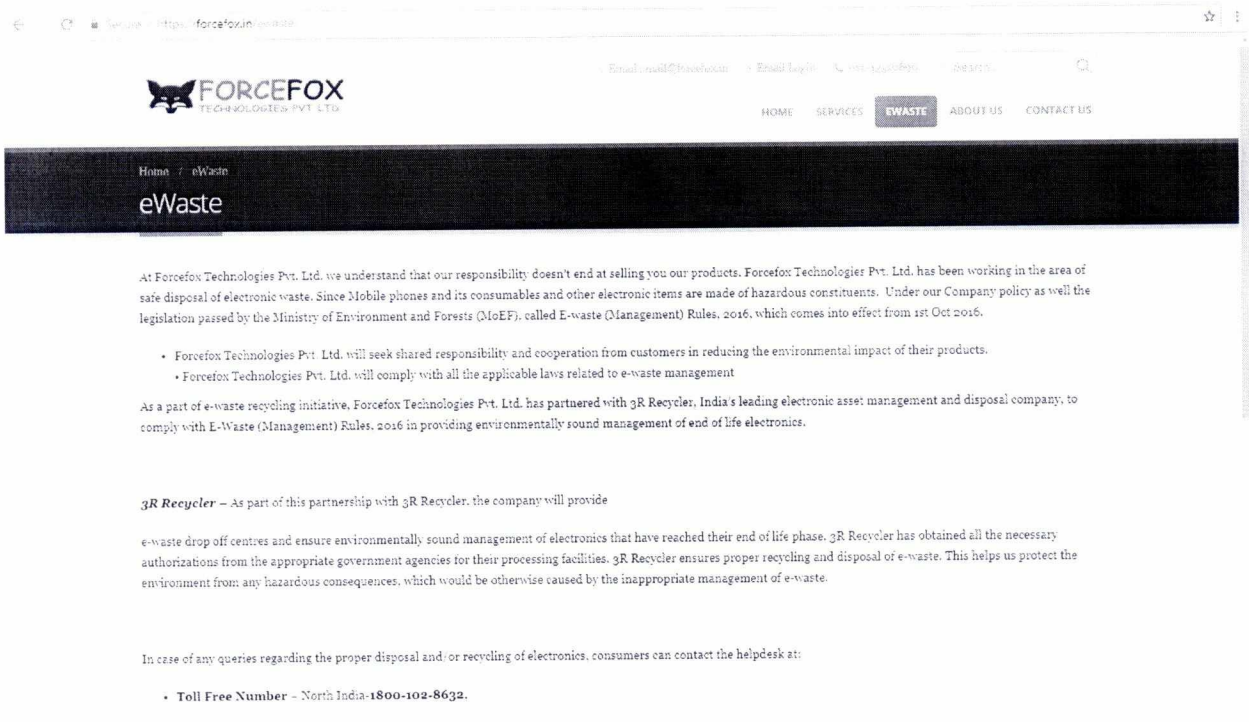 forcefox.in
FORCEFOX
TECHNOLOGIES PVT LTD
Email Login
HOME SERVICES EWASTE ABOUT US CONTACT US
Home / eWaste
eWaste
At Forcefox Technologies Pvt. Ltd. we understand that our responsibility doesn't end at selling you our products. Forcefox Technologies Pvt. Ltd. has been working in the area of
safe disposal of electronic waste. Since Mobile phones and its consumables and other electronic items are made of hazardous constituents. Under our Company policy as well the
legislation passed by the Ministry of Environment and Forests (MoEF), called E-waste (Management) Rules, 2016, which comes into effect from 1st Oct 2016.
• Forcefox Technologies Pvt. Ltd. will seek shared responsibility and cooperation from customers in reducing the environmental impact of their products.
• Forcefox Technologies Pvt. Ltd. will comply with all the applicable laws related to e-waste management
As a part of e-waste recycling initiative, Forcefox Technologies Pvt. Ltd. has partnered with 3R Recycler, India's leading electronic asset management and disposal company, to
comply with E-Waste (Management) Rules, 2016 in providing environmentally sound management of end of life electronics.
3R Recycler – As part of this partnership with 3R Recycler, the company will provide
e-waste drop off centres and ensure environmentally sound management of electronics that have reached their end of life phase. 3R Recycler has obtained all the necessary
authorizations from the appropriate government agencies for their processing facilities. 3R Recycler ensures proper recycling and disposal of e-waste. This helps us protect the
environment from any hazardous consequences, which would be otherwise caused by the inappropriate management of e-waste.
In case of any queries regarding the proper disposal and/or recycling of electronics, consumers can contact the helpdesk at:
• Toll Free Number – North India-1800-102-8632.